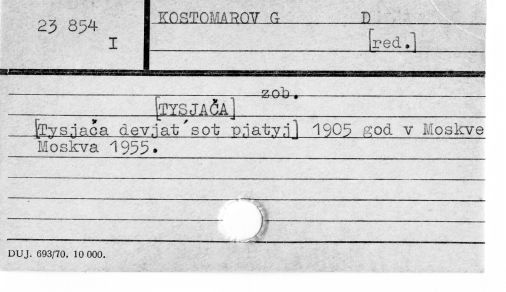 23 854
I
KOSTOMAROV G D
[red.]
zob.
[TYSJAČA]
[Tysjača devjat´sot pjatyj] 1905 god v Moskve
Moskva 1955.
DUJ. 693/70. 10 000.